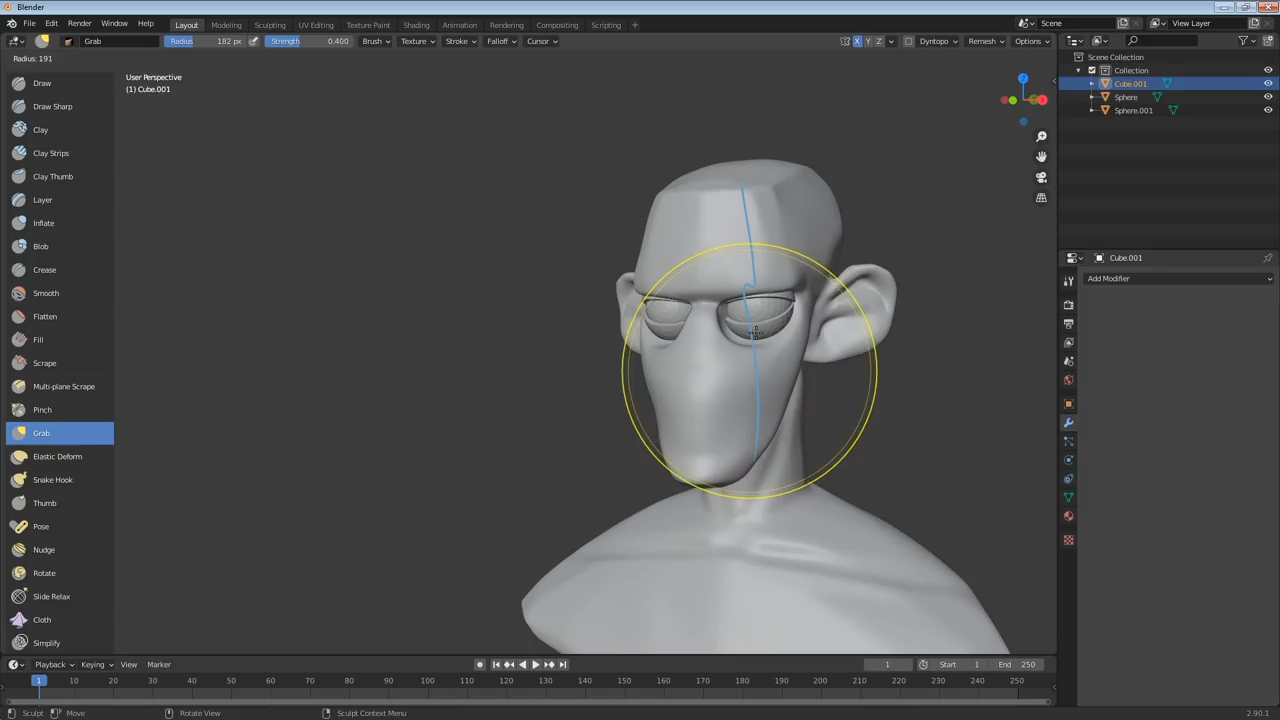 Blender
File Edit Render Window Help Layout Modeling Sculpting UV Editing Texture Paint Shading Animation Rendering Compositing Scripting + Scene View Layer
Grab Radius 182 px Strength 0.400 Brush Texture Stroke Falloff Cursor X Y Z Dyntopo Remesh Options
Radius: 191
Scene Collection
Collection
Cube.001
Sphere
Sphere.001
User Perspective
(1) Cube.001
Draw
Draw Sharp
Clay
Clay Strips
Clay Thumb
Layer
Inflate
Blob
Crease
Smooth
Flatten
Fill
Scrape
Multi-plane Scrape
Pinch
Grab
Elastic Deform
Snake Hook
Thumb
Pose
Nudge
Rotate
Slide Relax
Cloth
Simplify
X
Cube.001
Add Modifier
Playback Keying View Marker 1 Start 1 End 250
1 10 20 30 40 50 60 70 80 90 100 110 120 130 140 150 160 170 180 190 200 210 220 230 240 250
Sculpt Move Rotate View Sculpt Context Menu 2.90.1